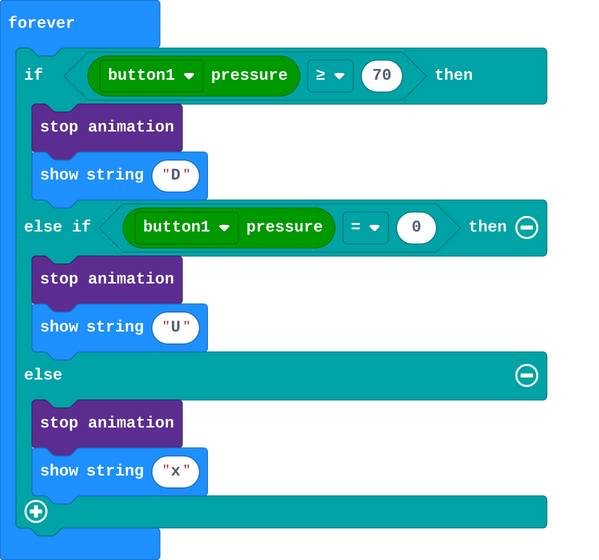 forever
if button1 pressure ≥ 70 then
stop animation
show string "D"
else if button1 pressure = 0 then
stop animation
show string "U"
else
stop animation
show string "x"